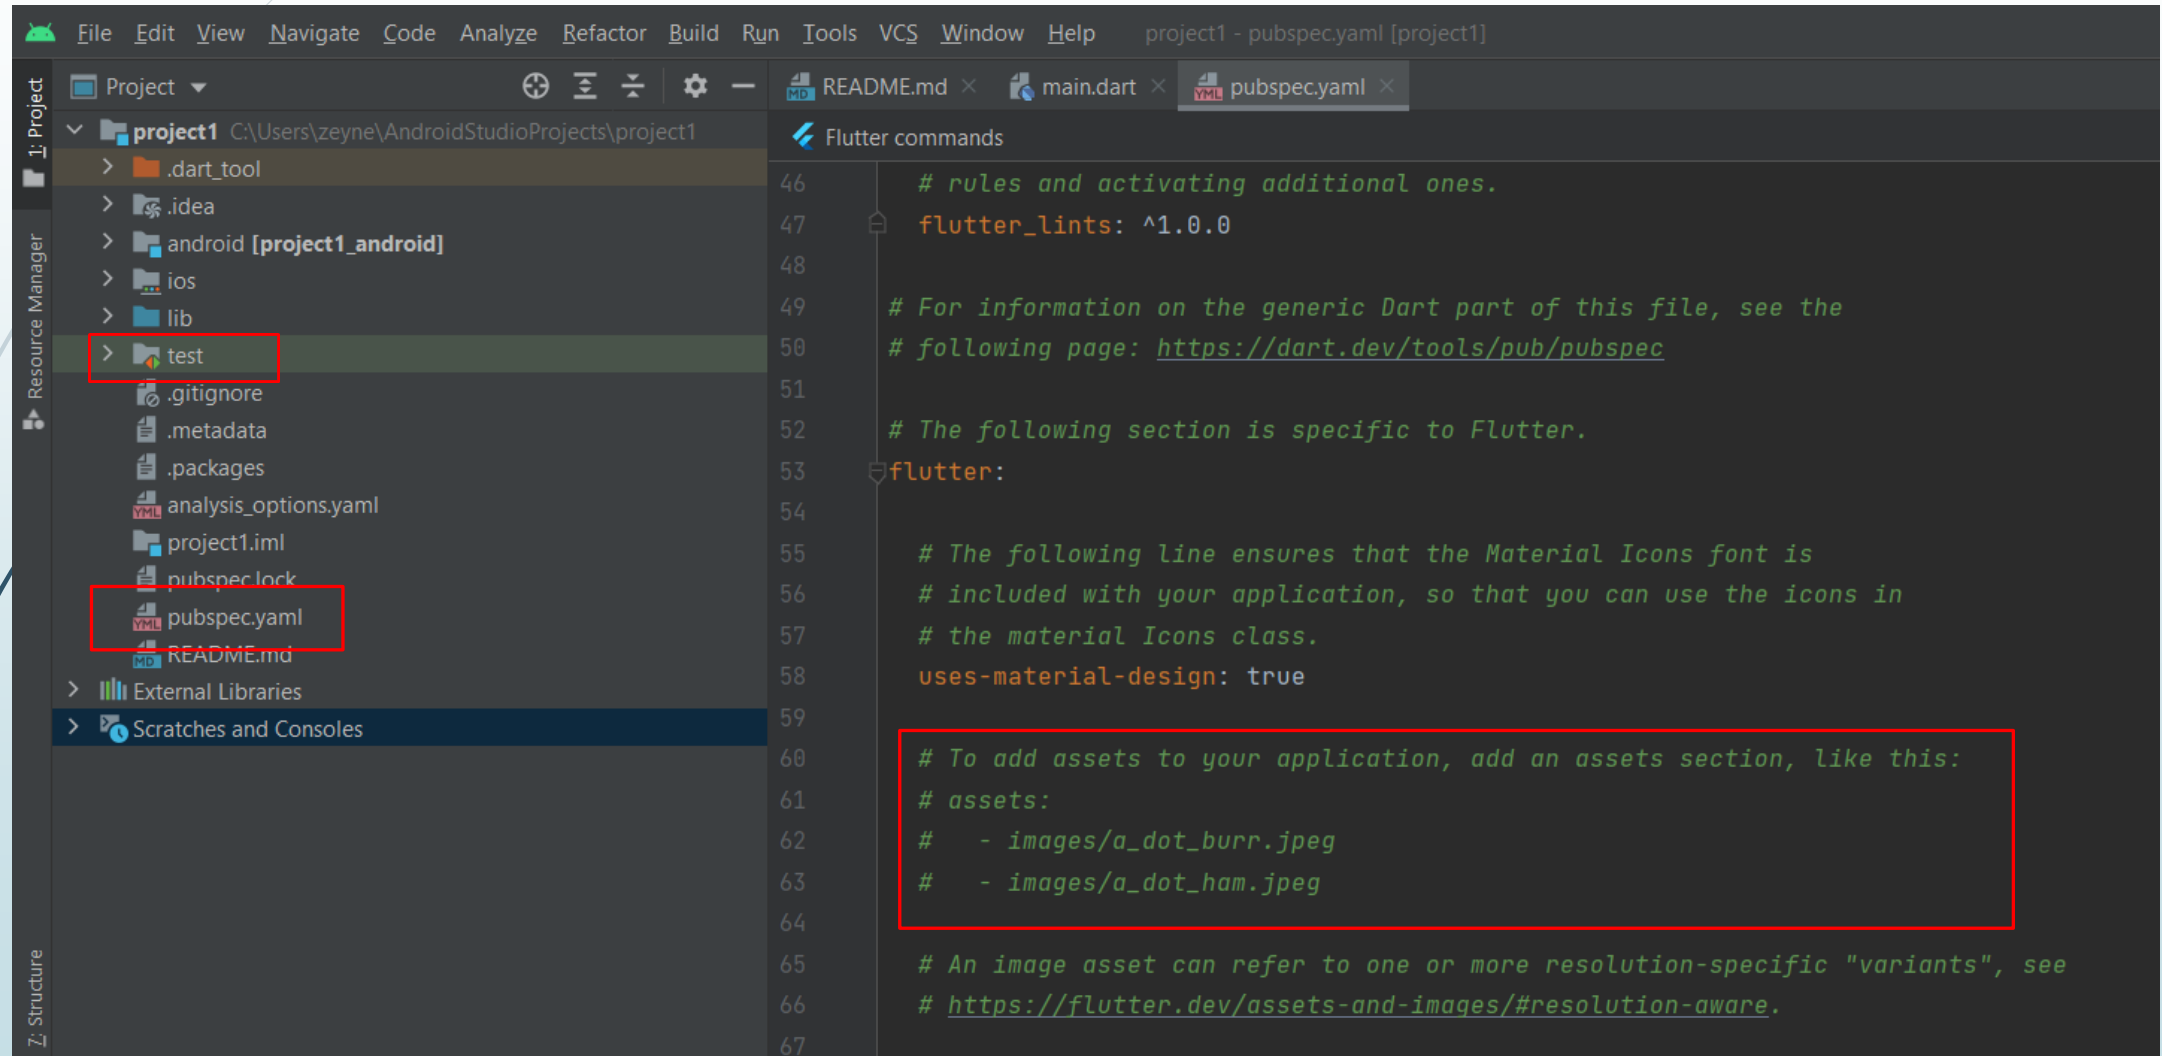 File Edit View Navigate Code Analyze Refactor Build Run Tools VCS Window Help project1 - pubspec.yaml [project1]
1: Project
Resource Manager
Z: Structure
Project
project1 C:\Users\zeyne\AndroidStudioProjects\project1
.dart_tool
.idea
android [project1_android]
ios
lib
test
.gitignore
.metadata
.packages
analysis_options.yaml
project1.iml
pubspec.lock
pubspec.yaml
README.md
External Libraries
Scratches and Consoles
README.md main.dart pubspec.yaml
Flutter commands
46 # rules and activating additional ones.
47 flutter_lints: ^1.0.0
48
49 # For information on the generic Dart part of this file, see the
50 # following page: https://dart.dev/tools/pub/pubspec
51
52 # The following section is specific to Flutter.
53 flutter:
54
55 # The following line ensures that the Material Icons font is
56 # included with your application, so that you can use the icons in
57 # the material Icons class.
58 uses-material-design: true
59
60 # To add assets to your application, add an assets section, like this:
61 # assets:
62 #   - images/a_dot_burr.jpeg
63 #   - images/a_dot_ham.jpeg
64
65 # An image asset can refer to one or more resolution-specific "variants", see
66 # https://flutter.dev/assets-and-images/#resolution-aware.
67